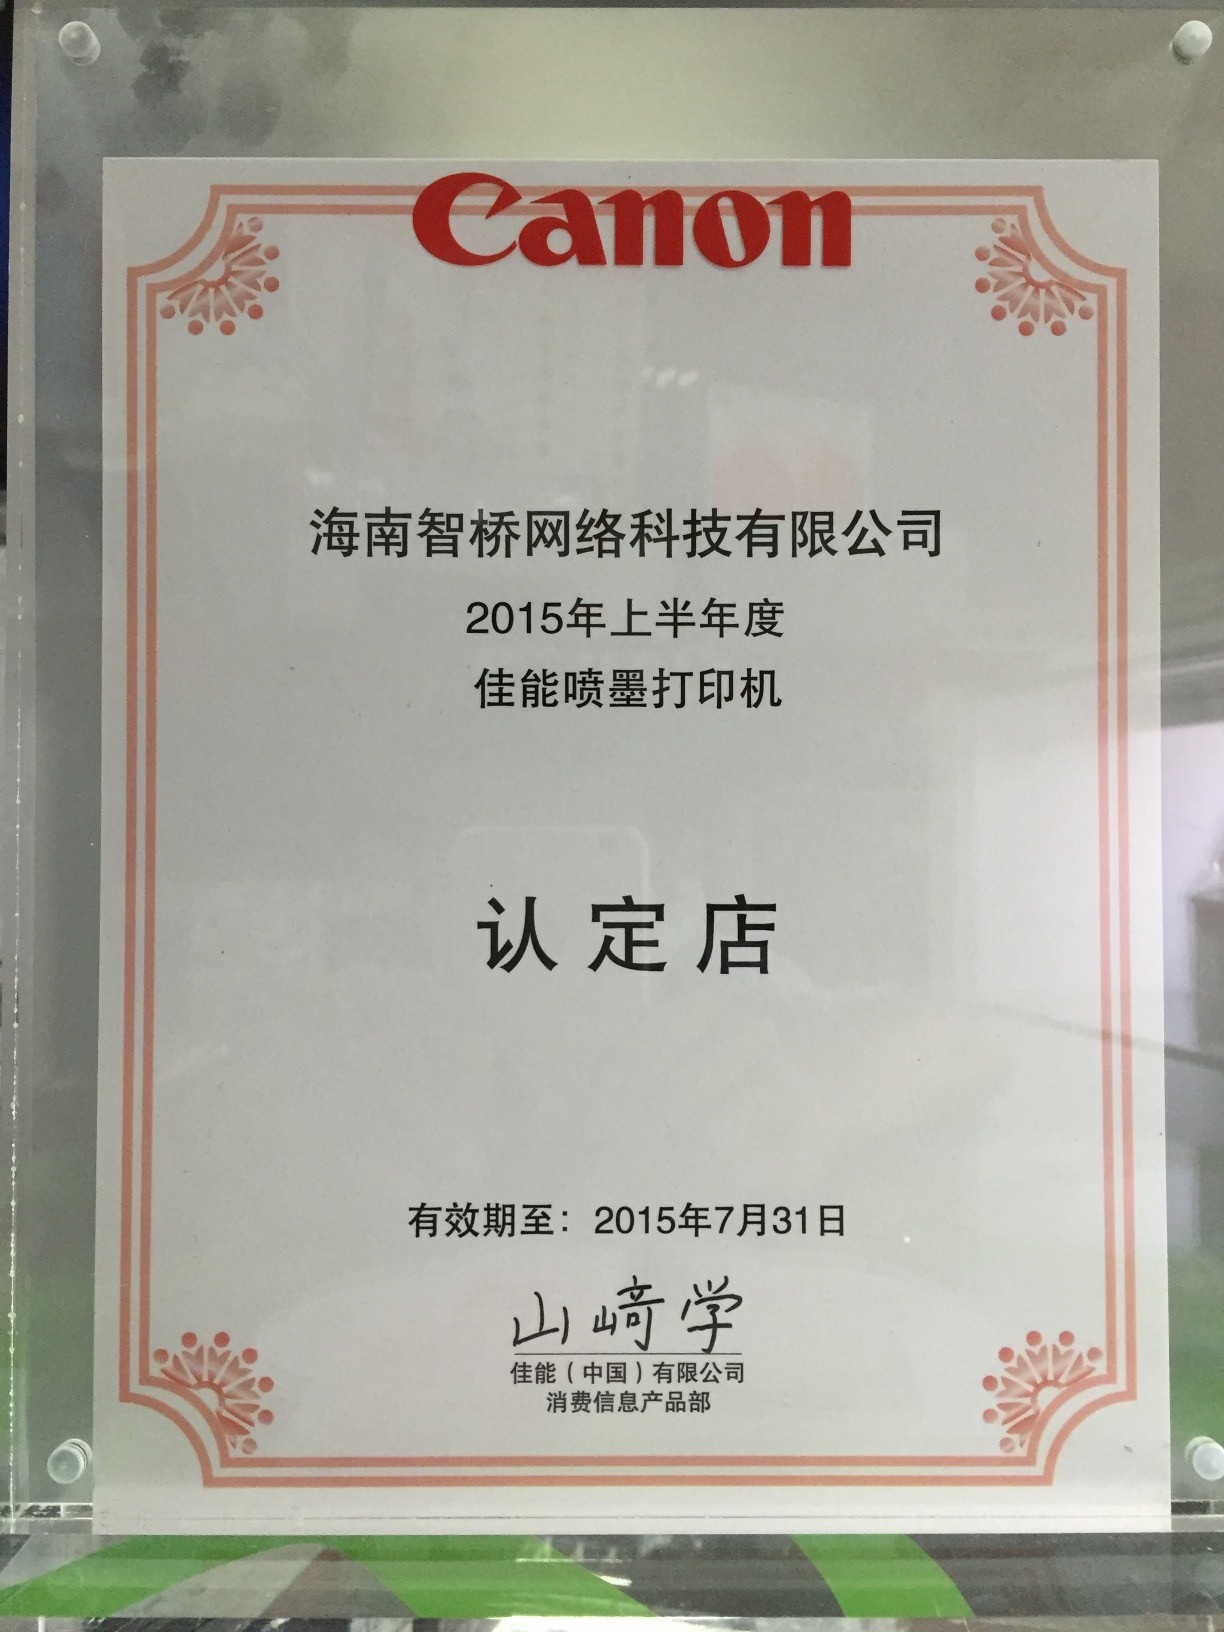 Canon
海南智桥网络科技有限公司
2015年上半年度
佳能喷墨打印机
认定店
有效期至：2015年7月31日
山﨑学
佳能（中国）有限公司
消费信息产品部